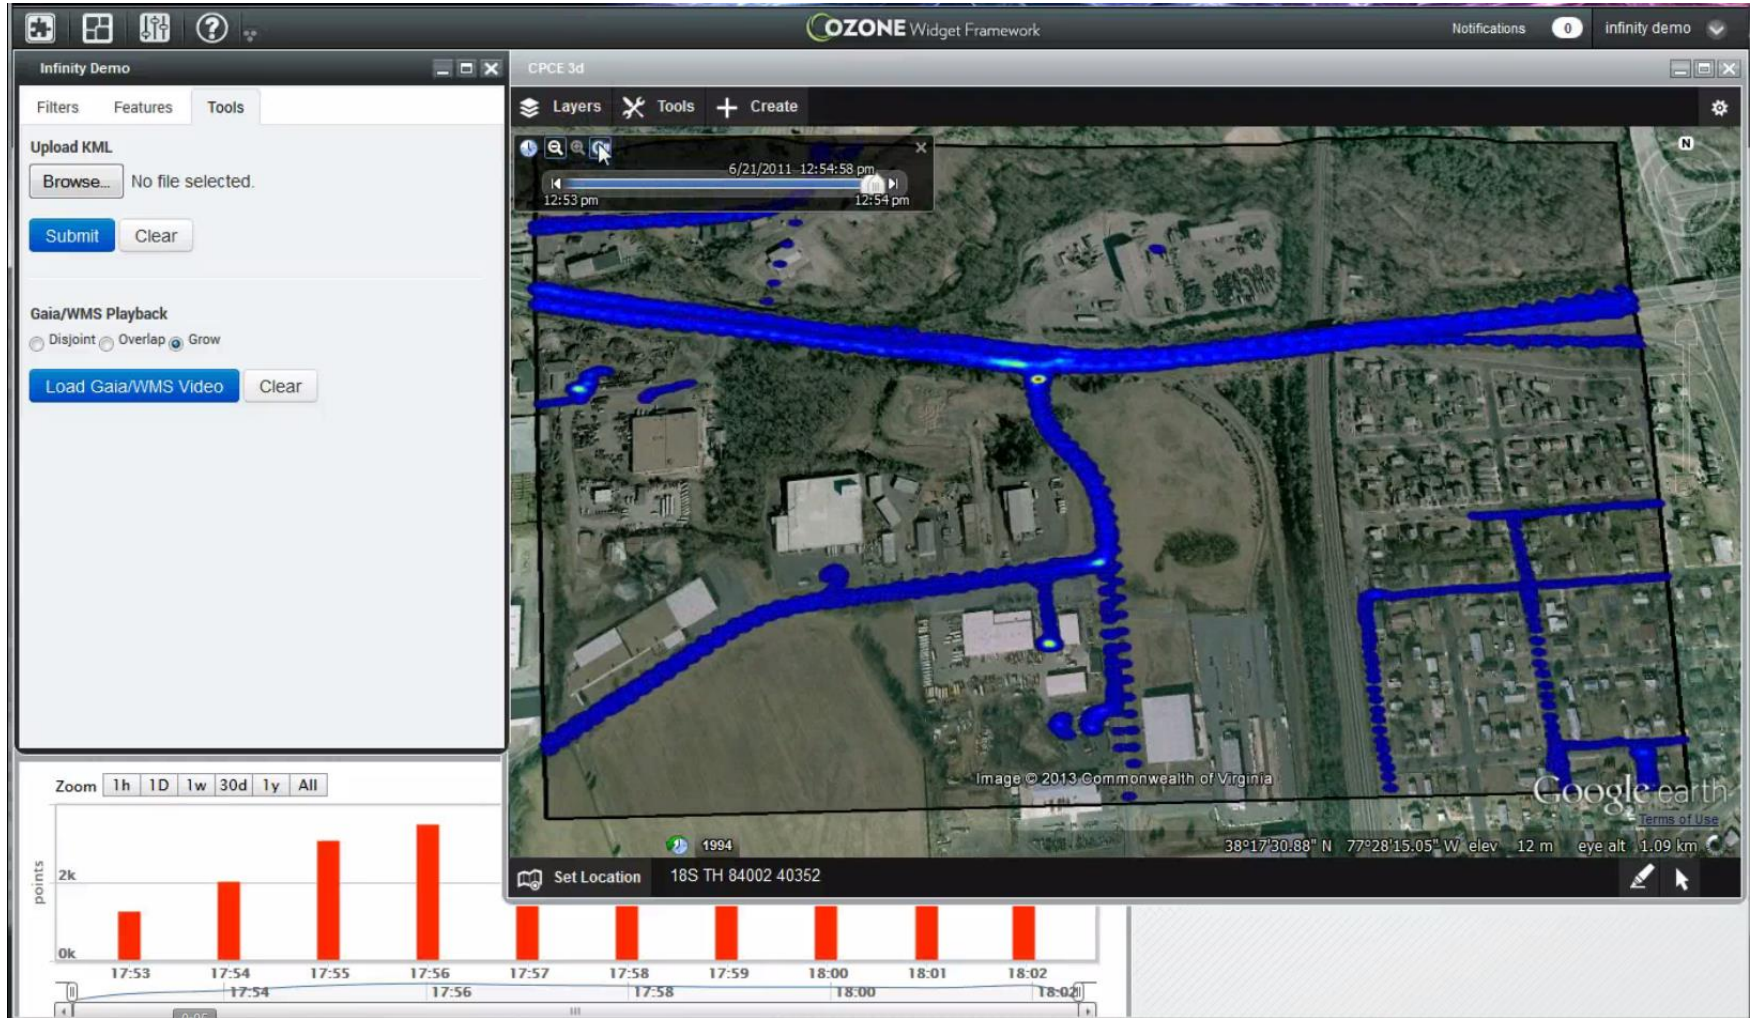 OZONE Widget Framework
Notifications 0 infinity demo
Infinity Demo
Filters Features Tools
Upload KML
Browse... No file selected.
Submit Clear
Gaia/WMS Playback
Disjoint Overlap Grow
Load Gaia/WMS Video Clear
CPCE 3d
Layers Tools Create
N
6/21/2011 12:54:58 pm
12:53 pm 12:54 pm
Image © 2013 Commonwealth of Virginia
Google earth
Terms of Use
1994
38°17'30.88" N 77°28'15.05" W elev 12 m eye alt 1.09 km
Set Location 18S TH 84002 40352
Zoom 1h 1D 1w 30d 1y All
points
2k
0k
17:53 17:54 17:55 17:56 17:57 17:58 17:59 18:00 18:01 18:02
17:54 17:56 17:58 18:00 18:02